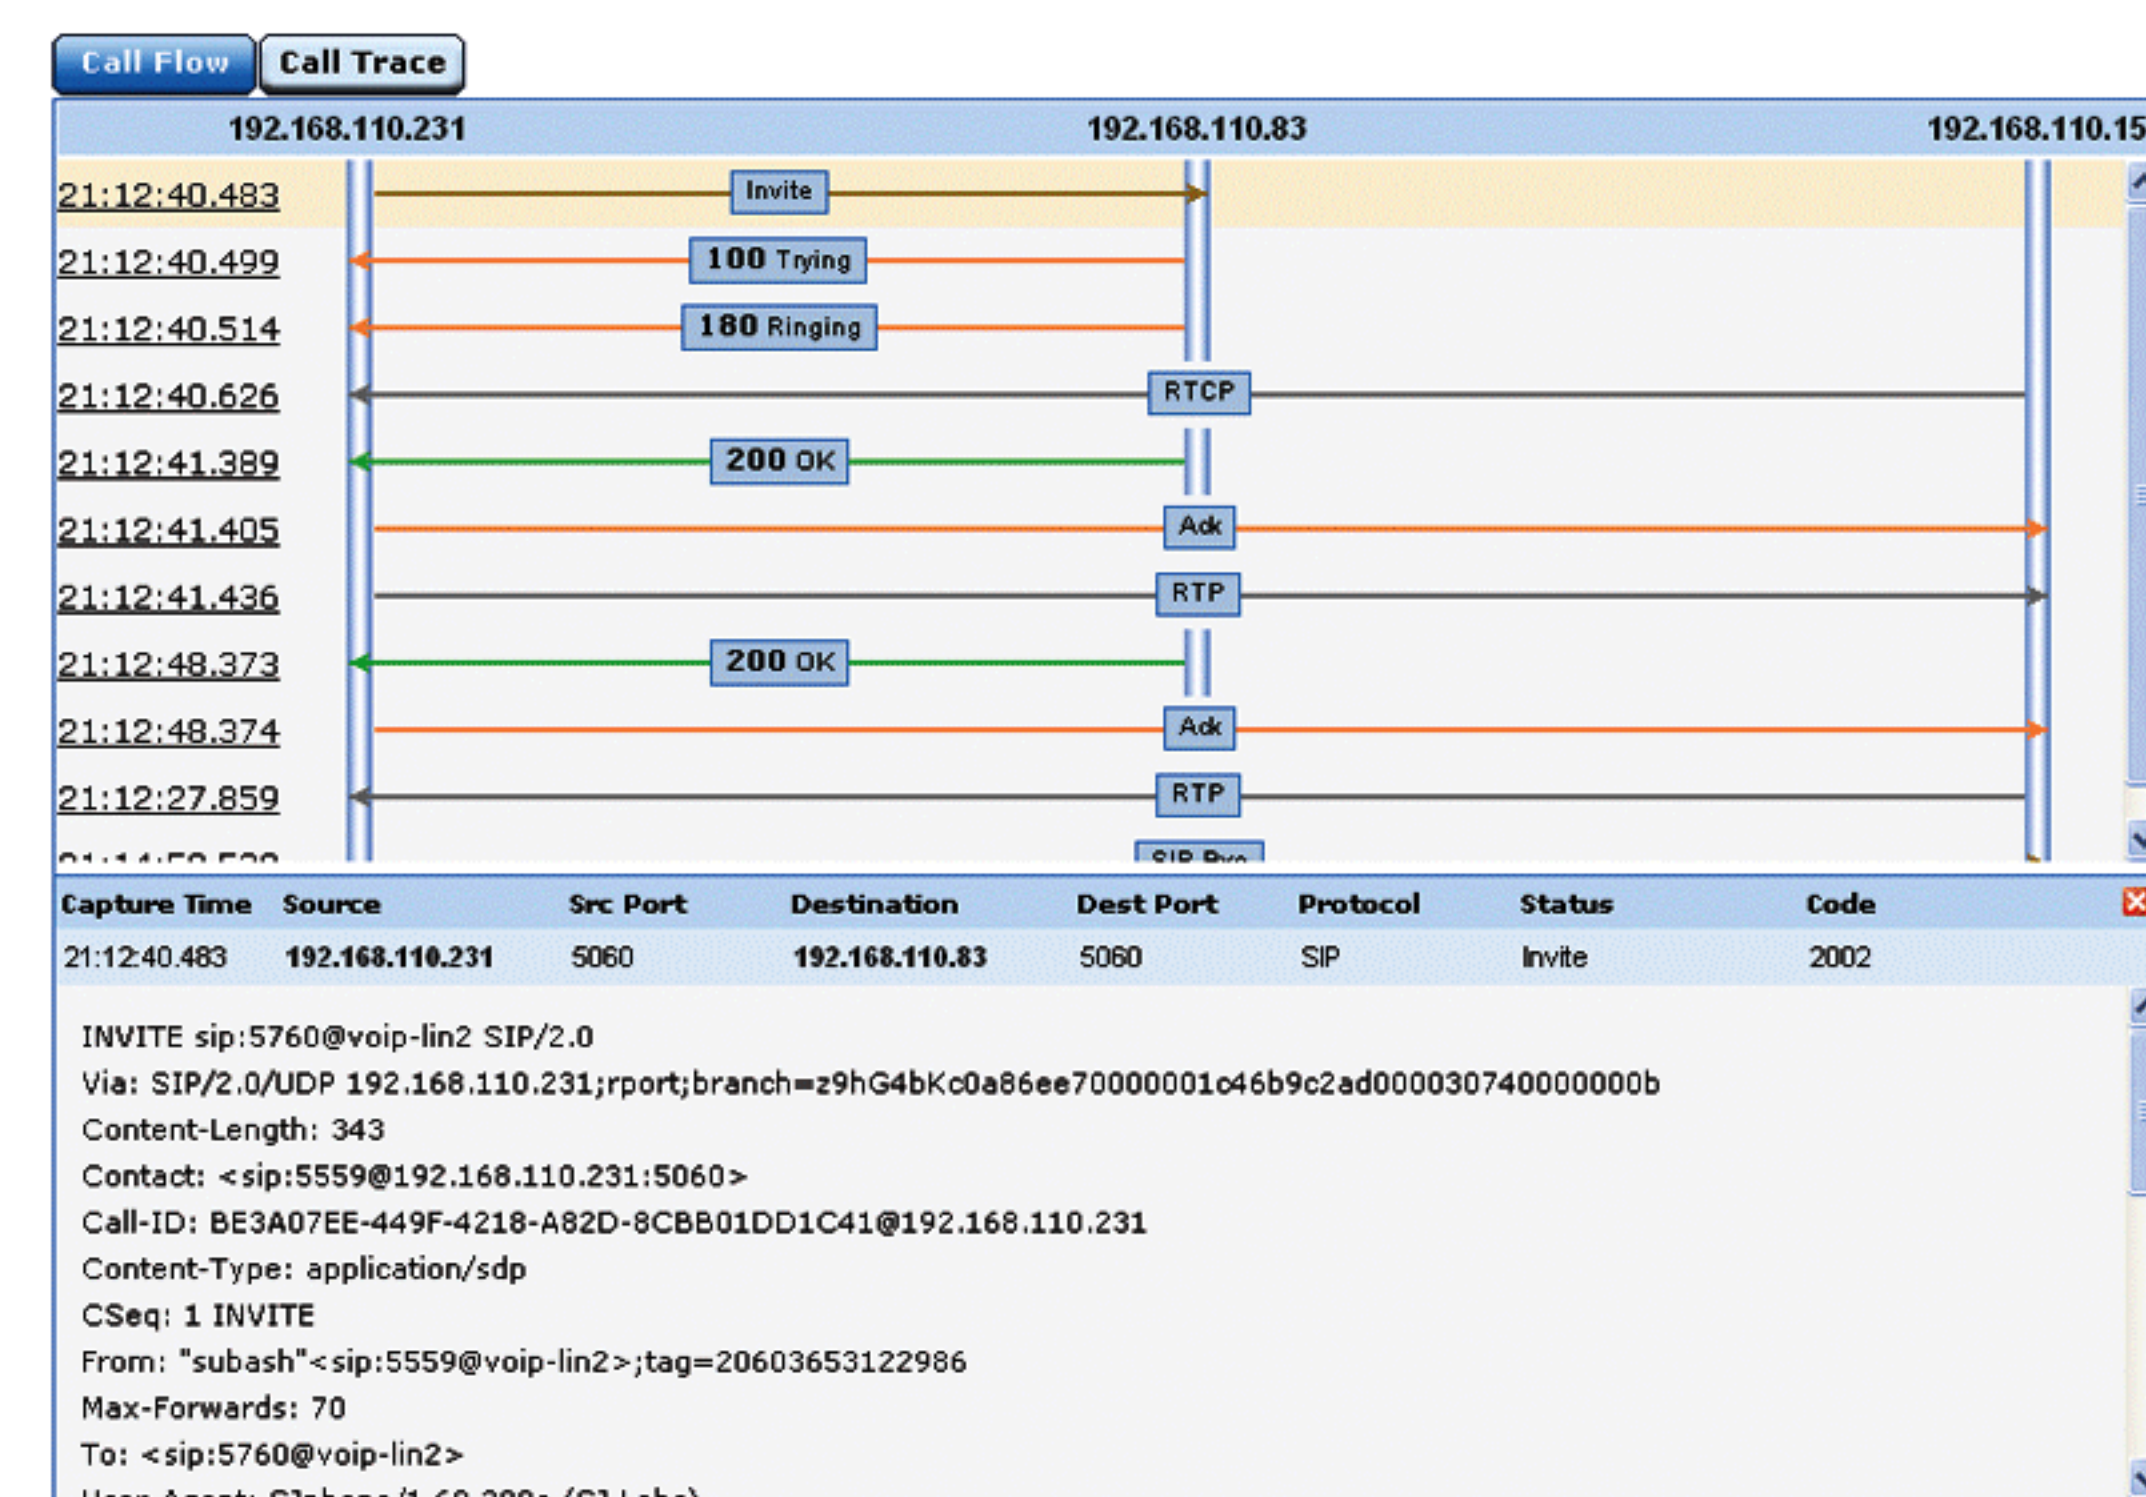 Call Flow Call Trace
192.168.110.231 192.168.110.83 192.168.110.15
21:12:40.483 Invite
21:12:40.499 100 Trying
21:12:40.514 180 Ringing
21:12:40.626 RTCP
21:12:41.389 200 OK
21:12:41.405 Ack
21:12:41.436 RTP
21:12:48.373 200 OK
21:12:48.374 Ack
21:12:27.859 RTP
SIP Bye
Capture Time Source Src Port Destination Dest Port Protocol Status Code
21:12:40.483 192.168.110.231 5060 192.168.110.83 5060 SIP Invite 2002
INVITE sip:5760@voip-lin2 SIP/2.0
Via: SIP/2.0/UDP 192.168.110.231;rport;branch=z9hG4bKc0a86ee70000001c46b9c2ad000030740000000b
Content-Length: 343
Contact: <sip:5559@192.168.110.231:5060>
Call-ID: BE3A07EE-449F-4218-A82D-8CBB01DD1C41@192.168.110.231
Content-Type: application/sdp
CSeq: 1 INVITE
From: "subash"<sip:5559@voip-lin2>;tag=20603653122986
Max-Forwards: 70
To: <sip:5760@voip-lin2>